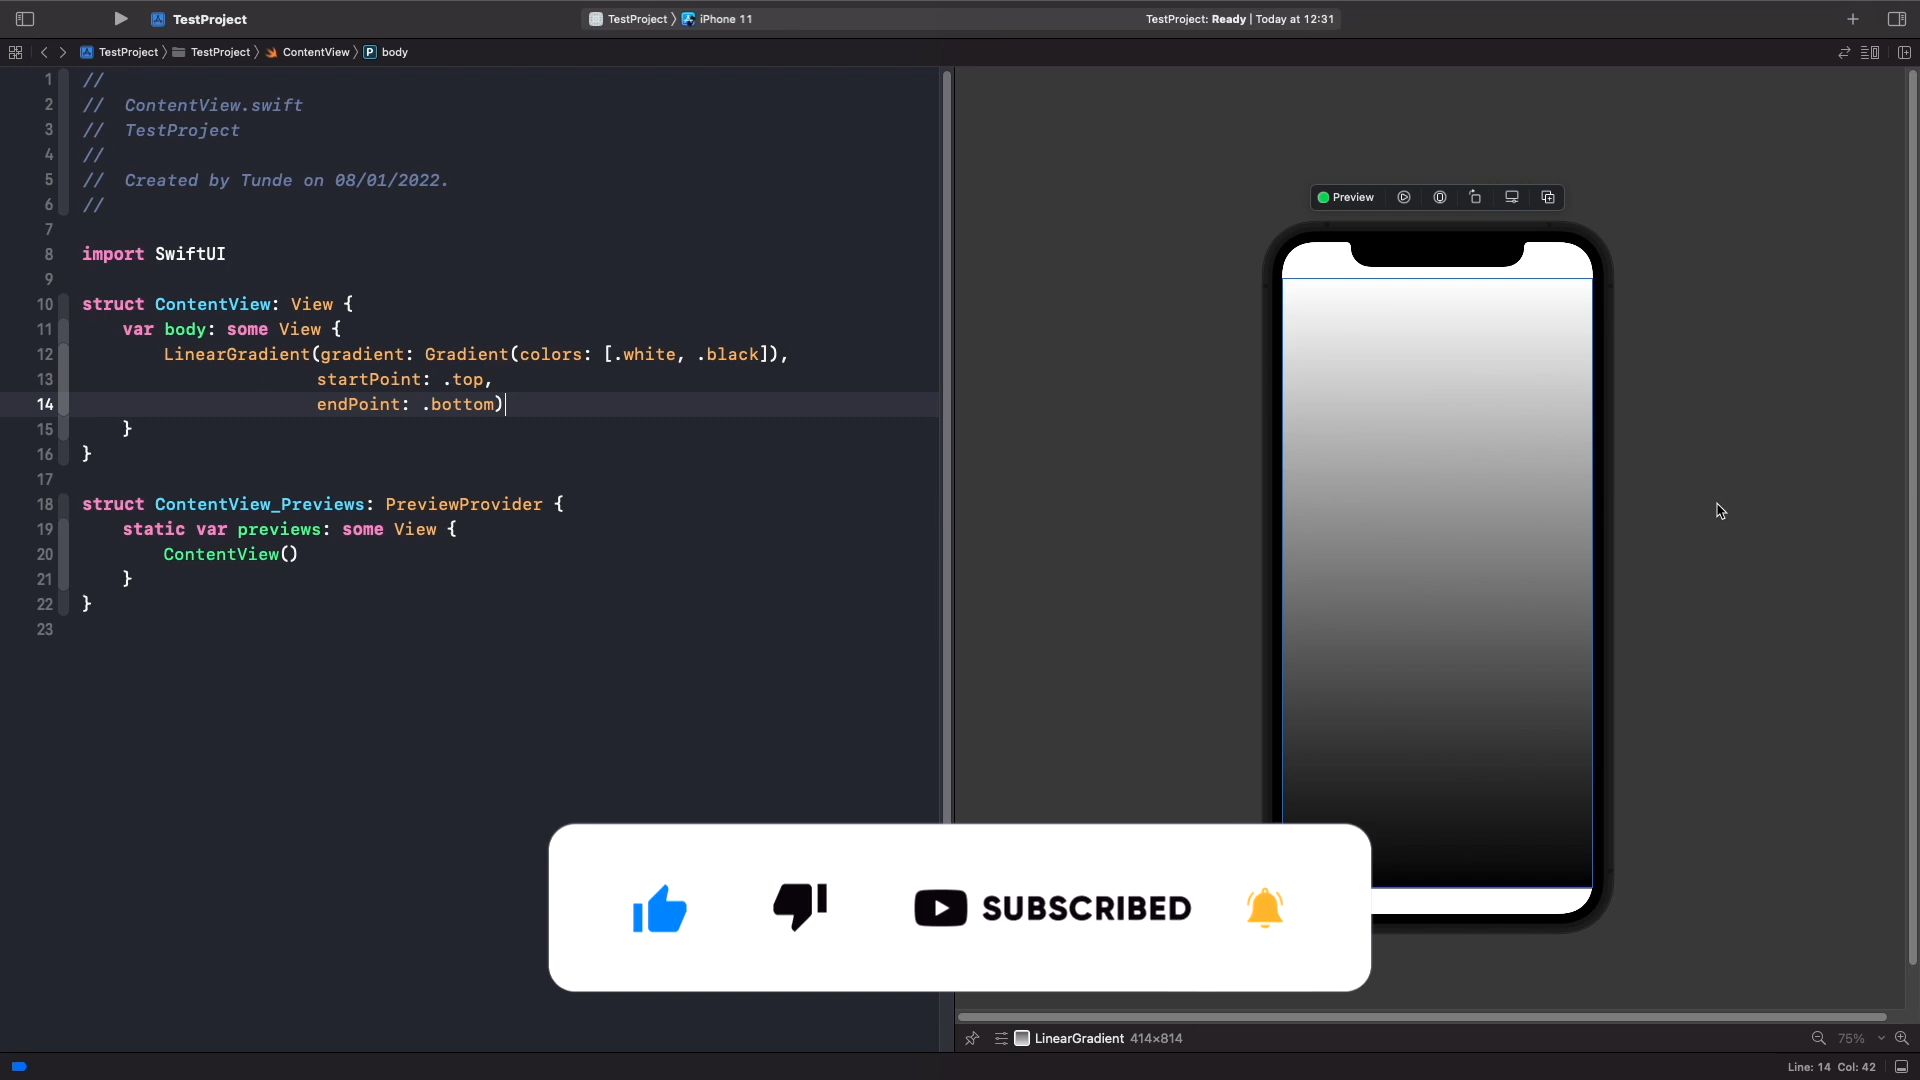 TestProject
TestProject 〉 iPhone 11
TestProject: Ready | Today at 12:31
TestProject 〉 TestProject 〉 ContentView 〉 P body
1 //
2 //  ContentView.swift
3 //  TestProject
4 //
5 //  Created by Tunde on 08/01/2022.
6 //
7
8 import SwiftUI
9
10 struct ContentView: View {
11     var body: some View {
12         LinearGradient(gradient: Gradient(colors: [.white, .black]),
13                        startPoint: .top,
14                        endPoint: .bottom)
15     }
16 }
17
18 struct ContentView_Previews: PreviewProvider {
19     static var previews: some View {
20         ContentView()
21     }
22 }
23
Preview
SUBSCRIBED
LinearGradient 414×814
75%
Line: 14 Col: 42